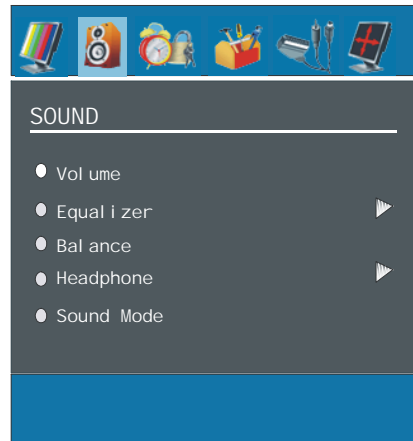 SOUND
Volume
Equalizer
Balance
Headphone
Sound Mode